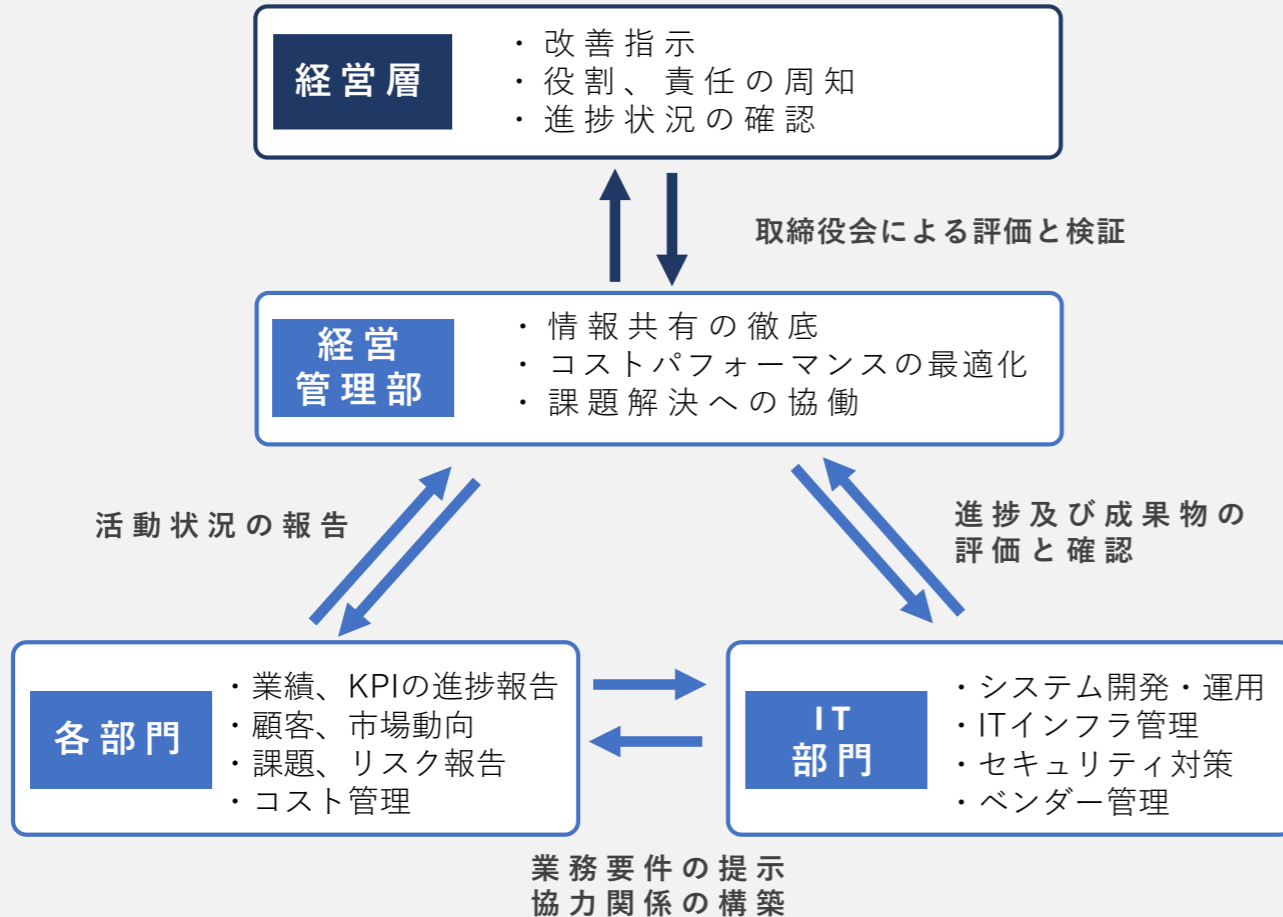 経営層
・改善指示
・役割、責任の周知
・進捗状況の確認
取締役会による評価と検証
経営
管理部
・情報共有の徹底
・コストパフォーマンスの最適化
・課題解決への協働
活動状況の報告
進捗及び成果物の
評価と確認
各部門
・業績、KPIの進捗報告
・顧客、市場動向
・課題、リスク報告
・コスト管理
IT
部門
・システム開発・運用
・ITインフラ管理
・セキュリティ対策
・ベンダー管理
業務要件の提示
協力関係の構築